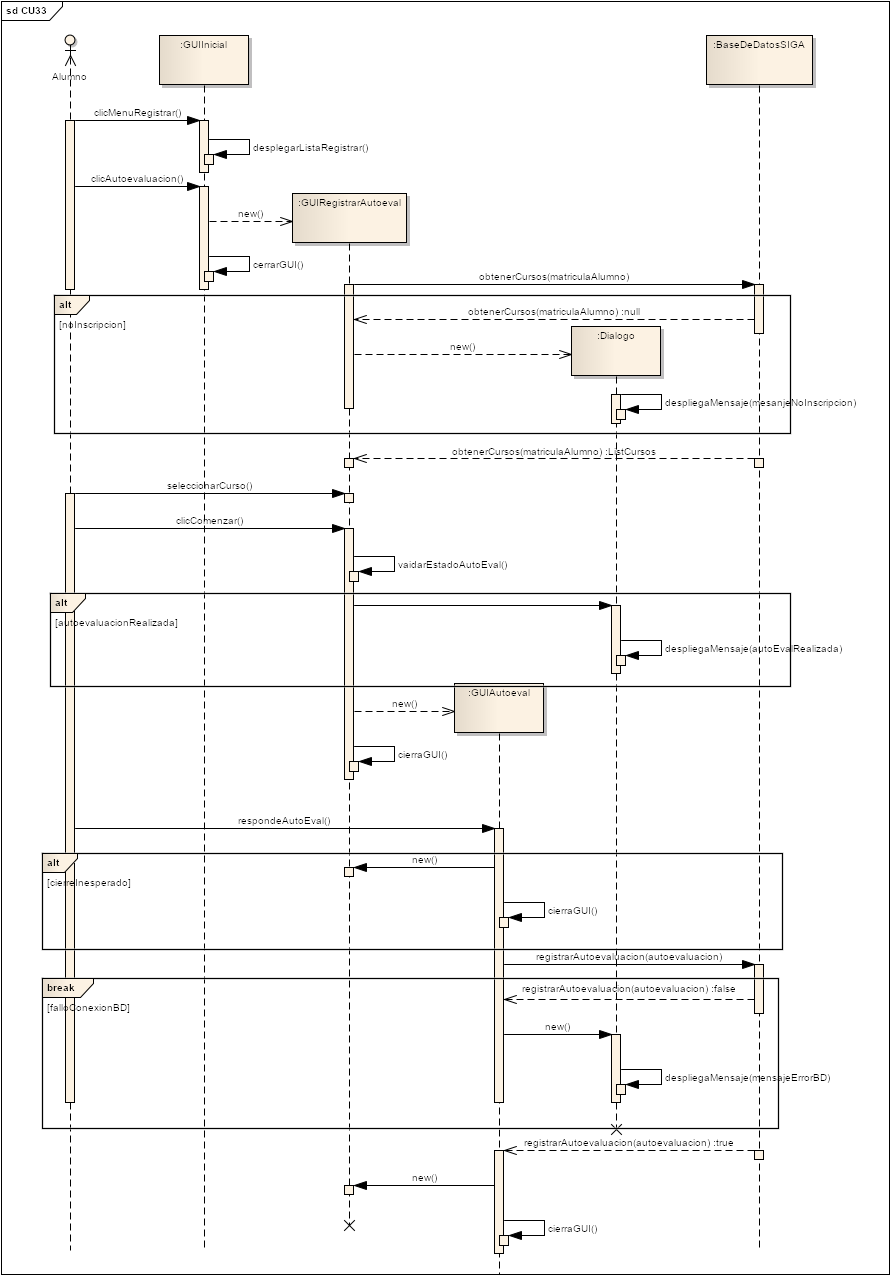 sd CU33
:GUIInicial
:BaseDeDatosSIGA
Alumno
clicMenuRegistrar()
desplegarListaRegistrar()
clicAutoevaluacion()
:GUIRegistrarAutoeval
new()
cerrarGUI()
obtenerCursos(matriculaAlumno)
alt
obtenerCursos(matriculaAlumno) :null
[noInscripcion]
:Dialogo
new()
despliegaMensaje(mesanjeNoInscripcion)
obtenerCursos(matriculaAlumno) :ListCursos
seleccionarCurso()
clicComenzar()
vaidarEstadoAutoEval()
alt
[autoevaluacionRealizada]
despliegaMensaje(autoEvalRealizada)
:GUIAutoeval
new()
cierraGUI()
respondeAutoEval()
alt
new()
[cierreInesperado]
cierraGUI()
registrarAutoevaluacion(autoevaluacion)
break
registrarAutoevaluacion(autoevaluacion) :false
[falloConexionBD]
new()
despliegaMensaje(mensajeErrorBD)
registrarAutoevaluacion(autoevaluacion) :true
new()
cierraGUI()